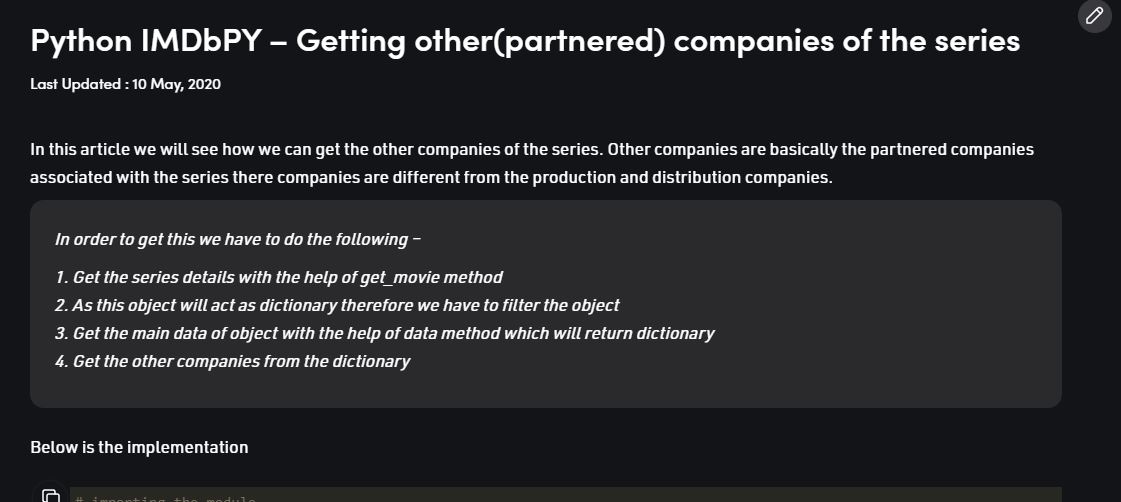 Python IMDbPY – Getting other(partnered) companies of the series
Last Updated : 10 May, 2020
In this article we will see how we can get the other companies of the series. Other companies are basically the partnered companies
associated with the series there companies are different from the production and distribution companies.
In order to get this we have to do the following –
1. Get the series details with the help of get_movie method
2. As this object will act as dictionary therefore we have to filter the object
3. Get the main data of object with the help of data method which will return dictionary
4. Get the other companies from the dictionary
Below is the implementation
# importing the module